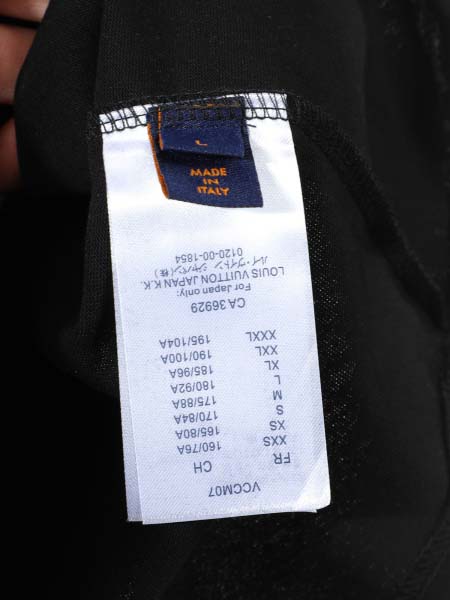 L
MADE
IN
ITALY
VCCM07
FR CH
XXS 160/76A
XS 165/80A
S 170/84A
M 175/88A
L 180/92A
XL 185/96A
XXL 190/100A
XXXL 195/104A
CA 36929
For Japan only:
LOUIS VUITTON JAPAN K.K.
ルイ・ヴィトン ジャパン(株)
0120-00-1854